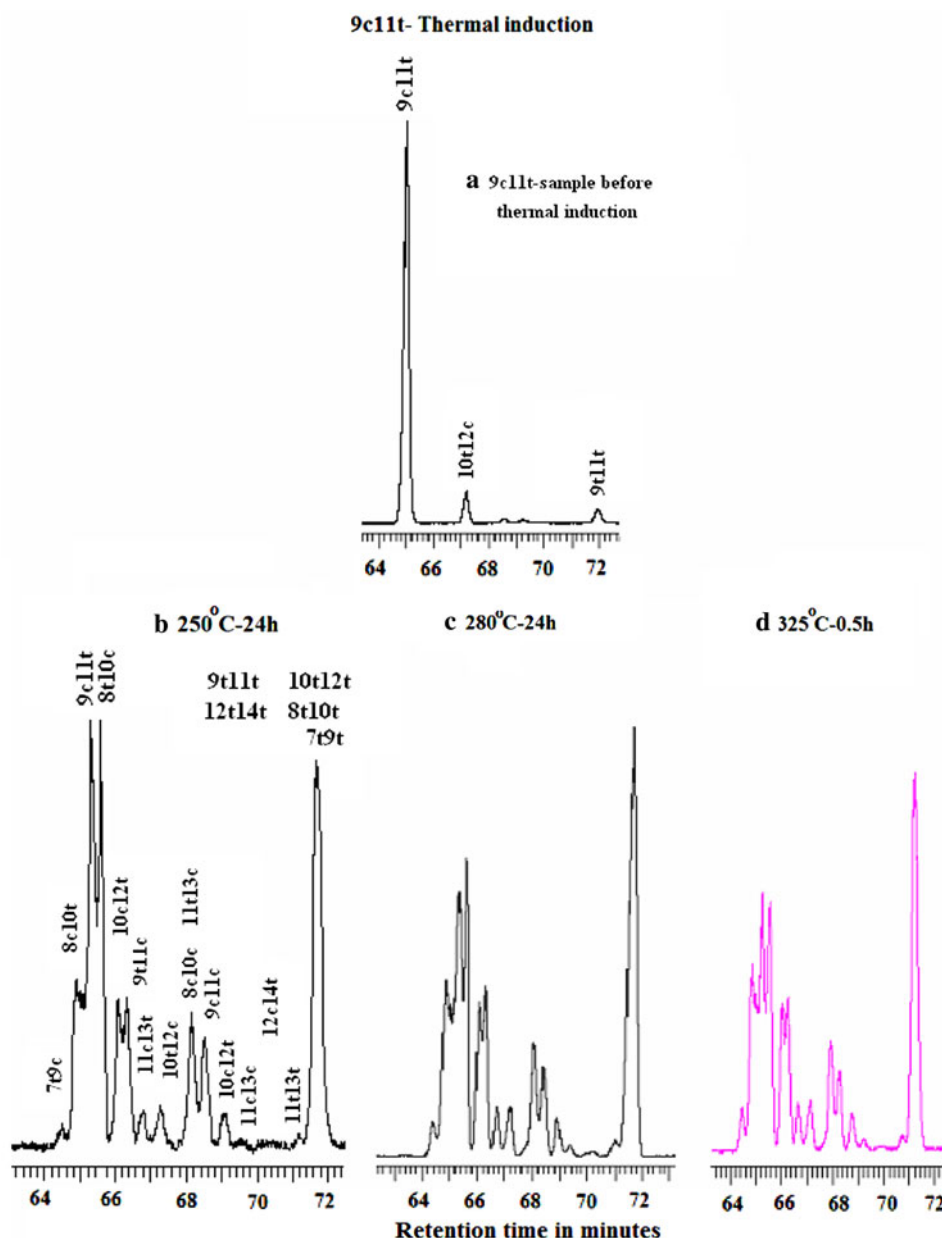 9c11t- Thermal induction
9c11t
a 9c11t-sample before
thermal induction
10t12c
9t11t
64 66 68 70 72
b 250°C-24h
c 280°C-24h
d 325°C-0.5h
9c11t
8t10c
9t11t 10t12t
12t14t 8t10t
7t9t
7t9c
8c10t
10c12t
9t11c
11c13t
10t12c
8c10c
11t13c
9c11c
10c12t
11c13c
12c14t
11t13t
64 66 68 70 72
64 66 68 70 72
64 66 68 70 72
Retention time in minutes